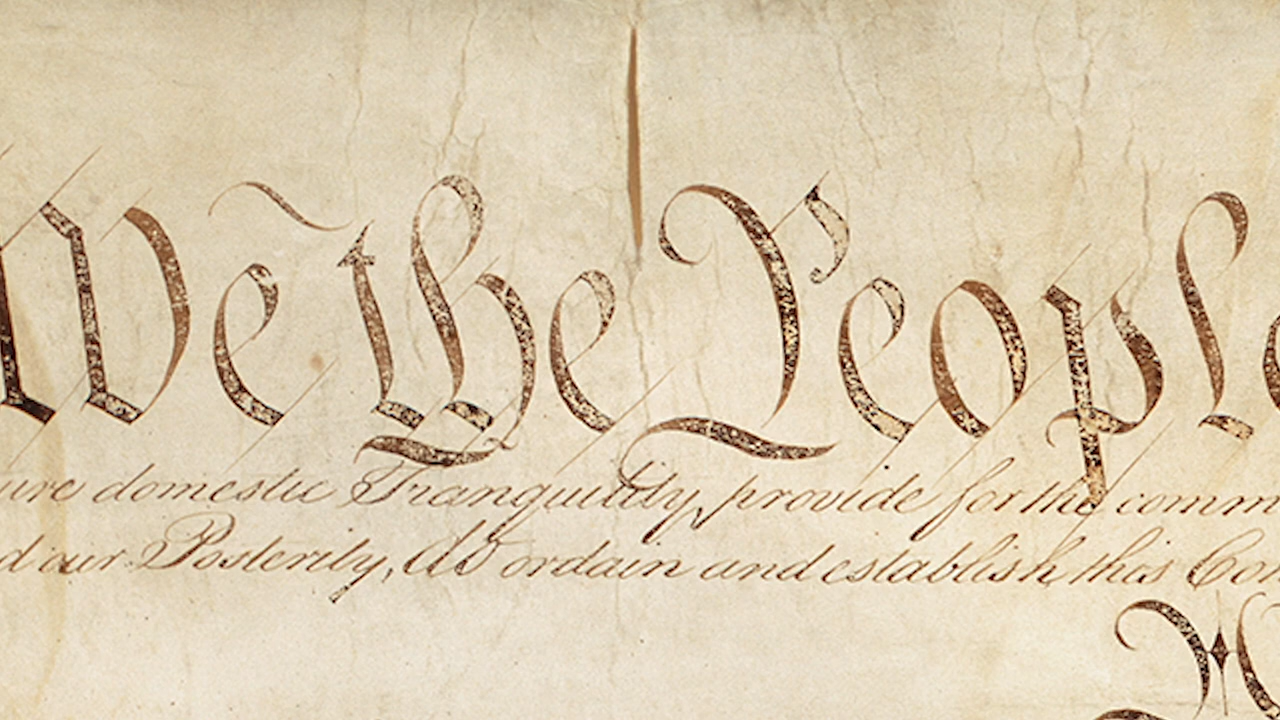 We the People
ure domestic Tranquility, provide for the comm
d our Posterity, do ordain and establish this Con